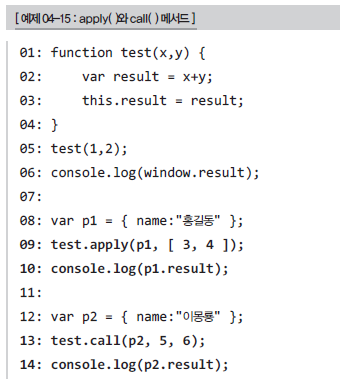 [ 예제 04-15 : apply( )와 call( ) 메서드 ]
01: function test(x,y) {
02:     var result = x+y;
03:     this.result = result;
04: }
05: test(1,2);
06: console.log(window.result);
07:
08: var p1 = { name:"홍길동" };
09: test.apply(p1, [ 3, 4 ]);
10: console.log(p1.result);
11:
12: var p2 = { name:"이몽룡" };
13: test.call(p2, 5, 6);
14: console.log(p2.result);